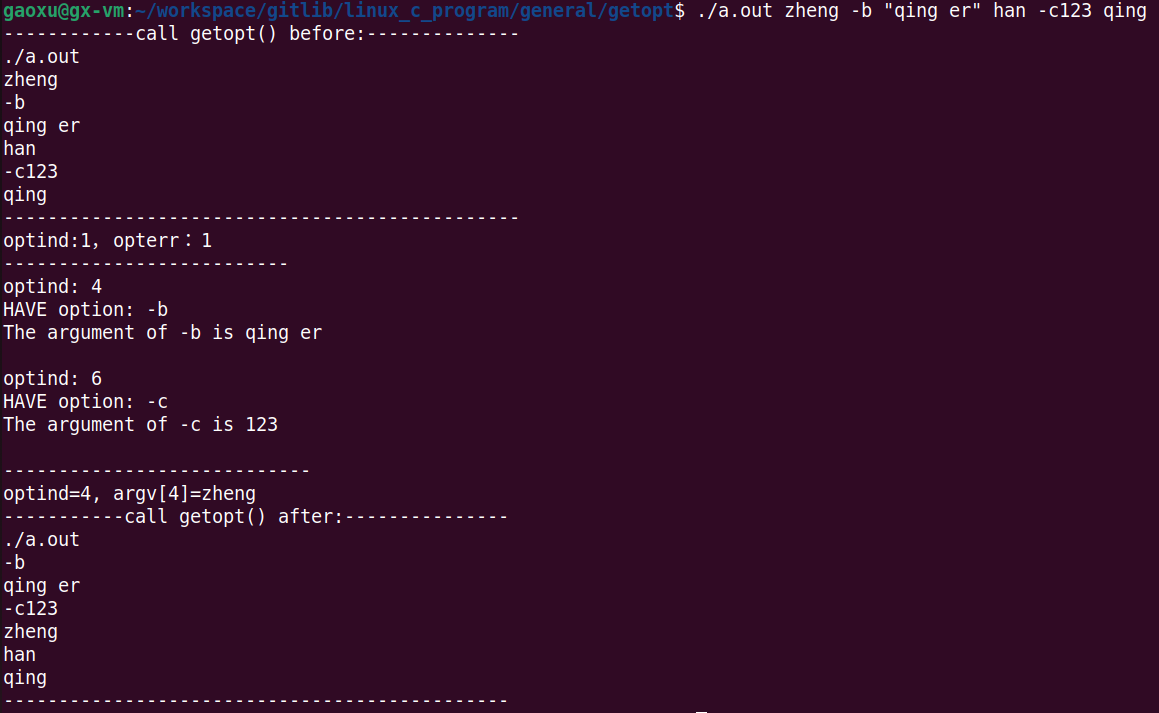 gaoxu@gx-vm:~/workspace/gitlib/linux_c_program/general/getopt$ ./a.out zheng -b "qing er" han -c123 qing
------------call getopt() before:--------------
./a.out
zheng
-b
qing er
han
-c123
qing
-----------------------------------------------
optind:1，opterr：1
--------------------------
optind: 4
HAVE option: -b
The argument of -b is qing er
optind: 6
HAVE option: -c
The argument of -c is 123
----------------------------
optind=4, argv[4]=zheng
-----------call getopt() after:---------------
./a.out
-b
qing er
-c123
zheng
han
qing
----------------------------------------------